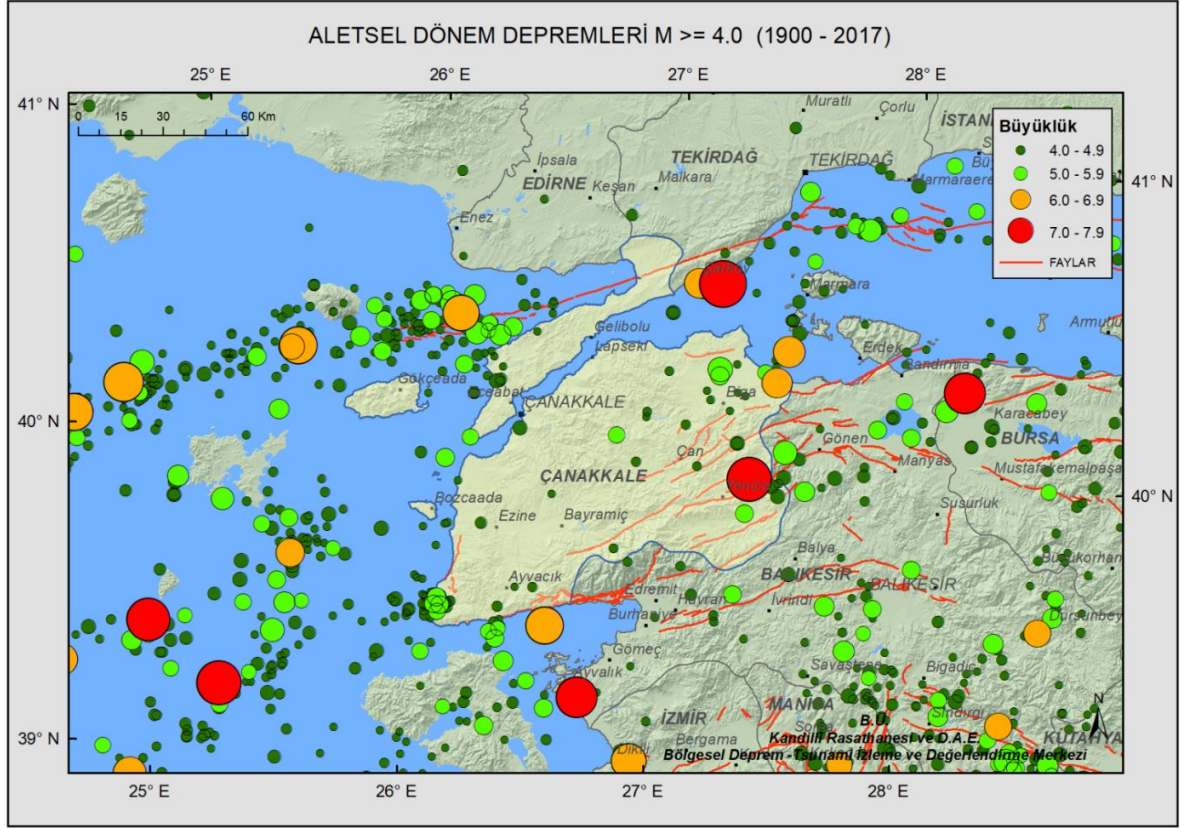 ALETSEL DÖNEM DEPREMLERİ M >= 4.0 (1900 - 2017)
25° E
26° E
27° E
28° E
41° N
0 15 30 60 Km
Muratlı
Çorlu
Büyüklük
4.0 - 4.9
5.0 - 5.9
6.0 - 6.9
7.0 - 7.9
FAYLAR
İpsala
EDİRNE
Keşan
TEKİRDAĞ
Malkara
TEKİRDAĞ
41° N
Enez
Marmara
Gelibolu
Lapseki
Erdek
Bandırma
Gökçeada
Eceabat
ÇANAKKALE
Biga
Karacabey
BURSA
40° N
Çan
Gönen
Manyas
Mustafakemalpaşa
ÇANAKKALE
Yenice
Bozcaada
Ezine
Bayramiç
Susurluk
40° N
Balya
Ayvacık
Edremit
BALIKESİR
BALIKESİR
Burhaniye
Havran
İvrindi
Dursunbey
Gömeç
Ayvalık
Savaştepe
Bigadiç
İZMİR
MANİSA
Sındırgı
N
B.Ü.
KÜTAHYA
39° N
Dikili
Bergama
Kandilli Rasathanesi ve D.A.E.
Bölgesel Deprem -Tsunami İzleme ve Değerlendirme Merkezi
25° E
26° E
27° E
28° E